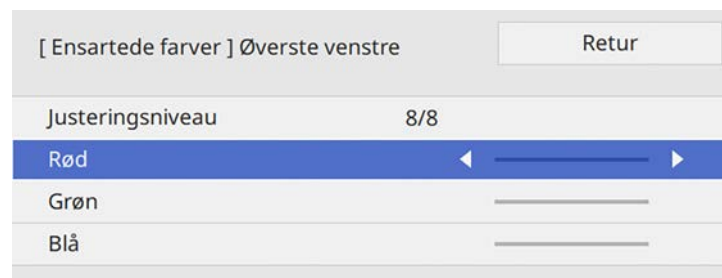 [ Ensartede farver ] Øverste venstre
Retur
Justeringsniveau 8/8
Rød
Grøn
Blå